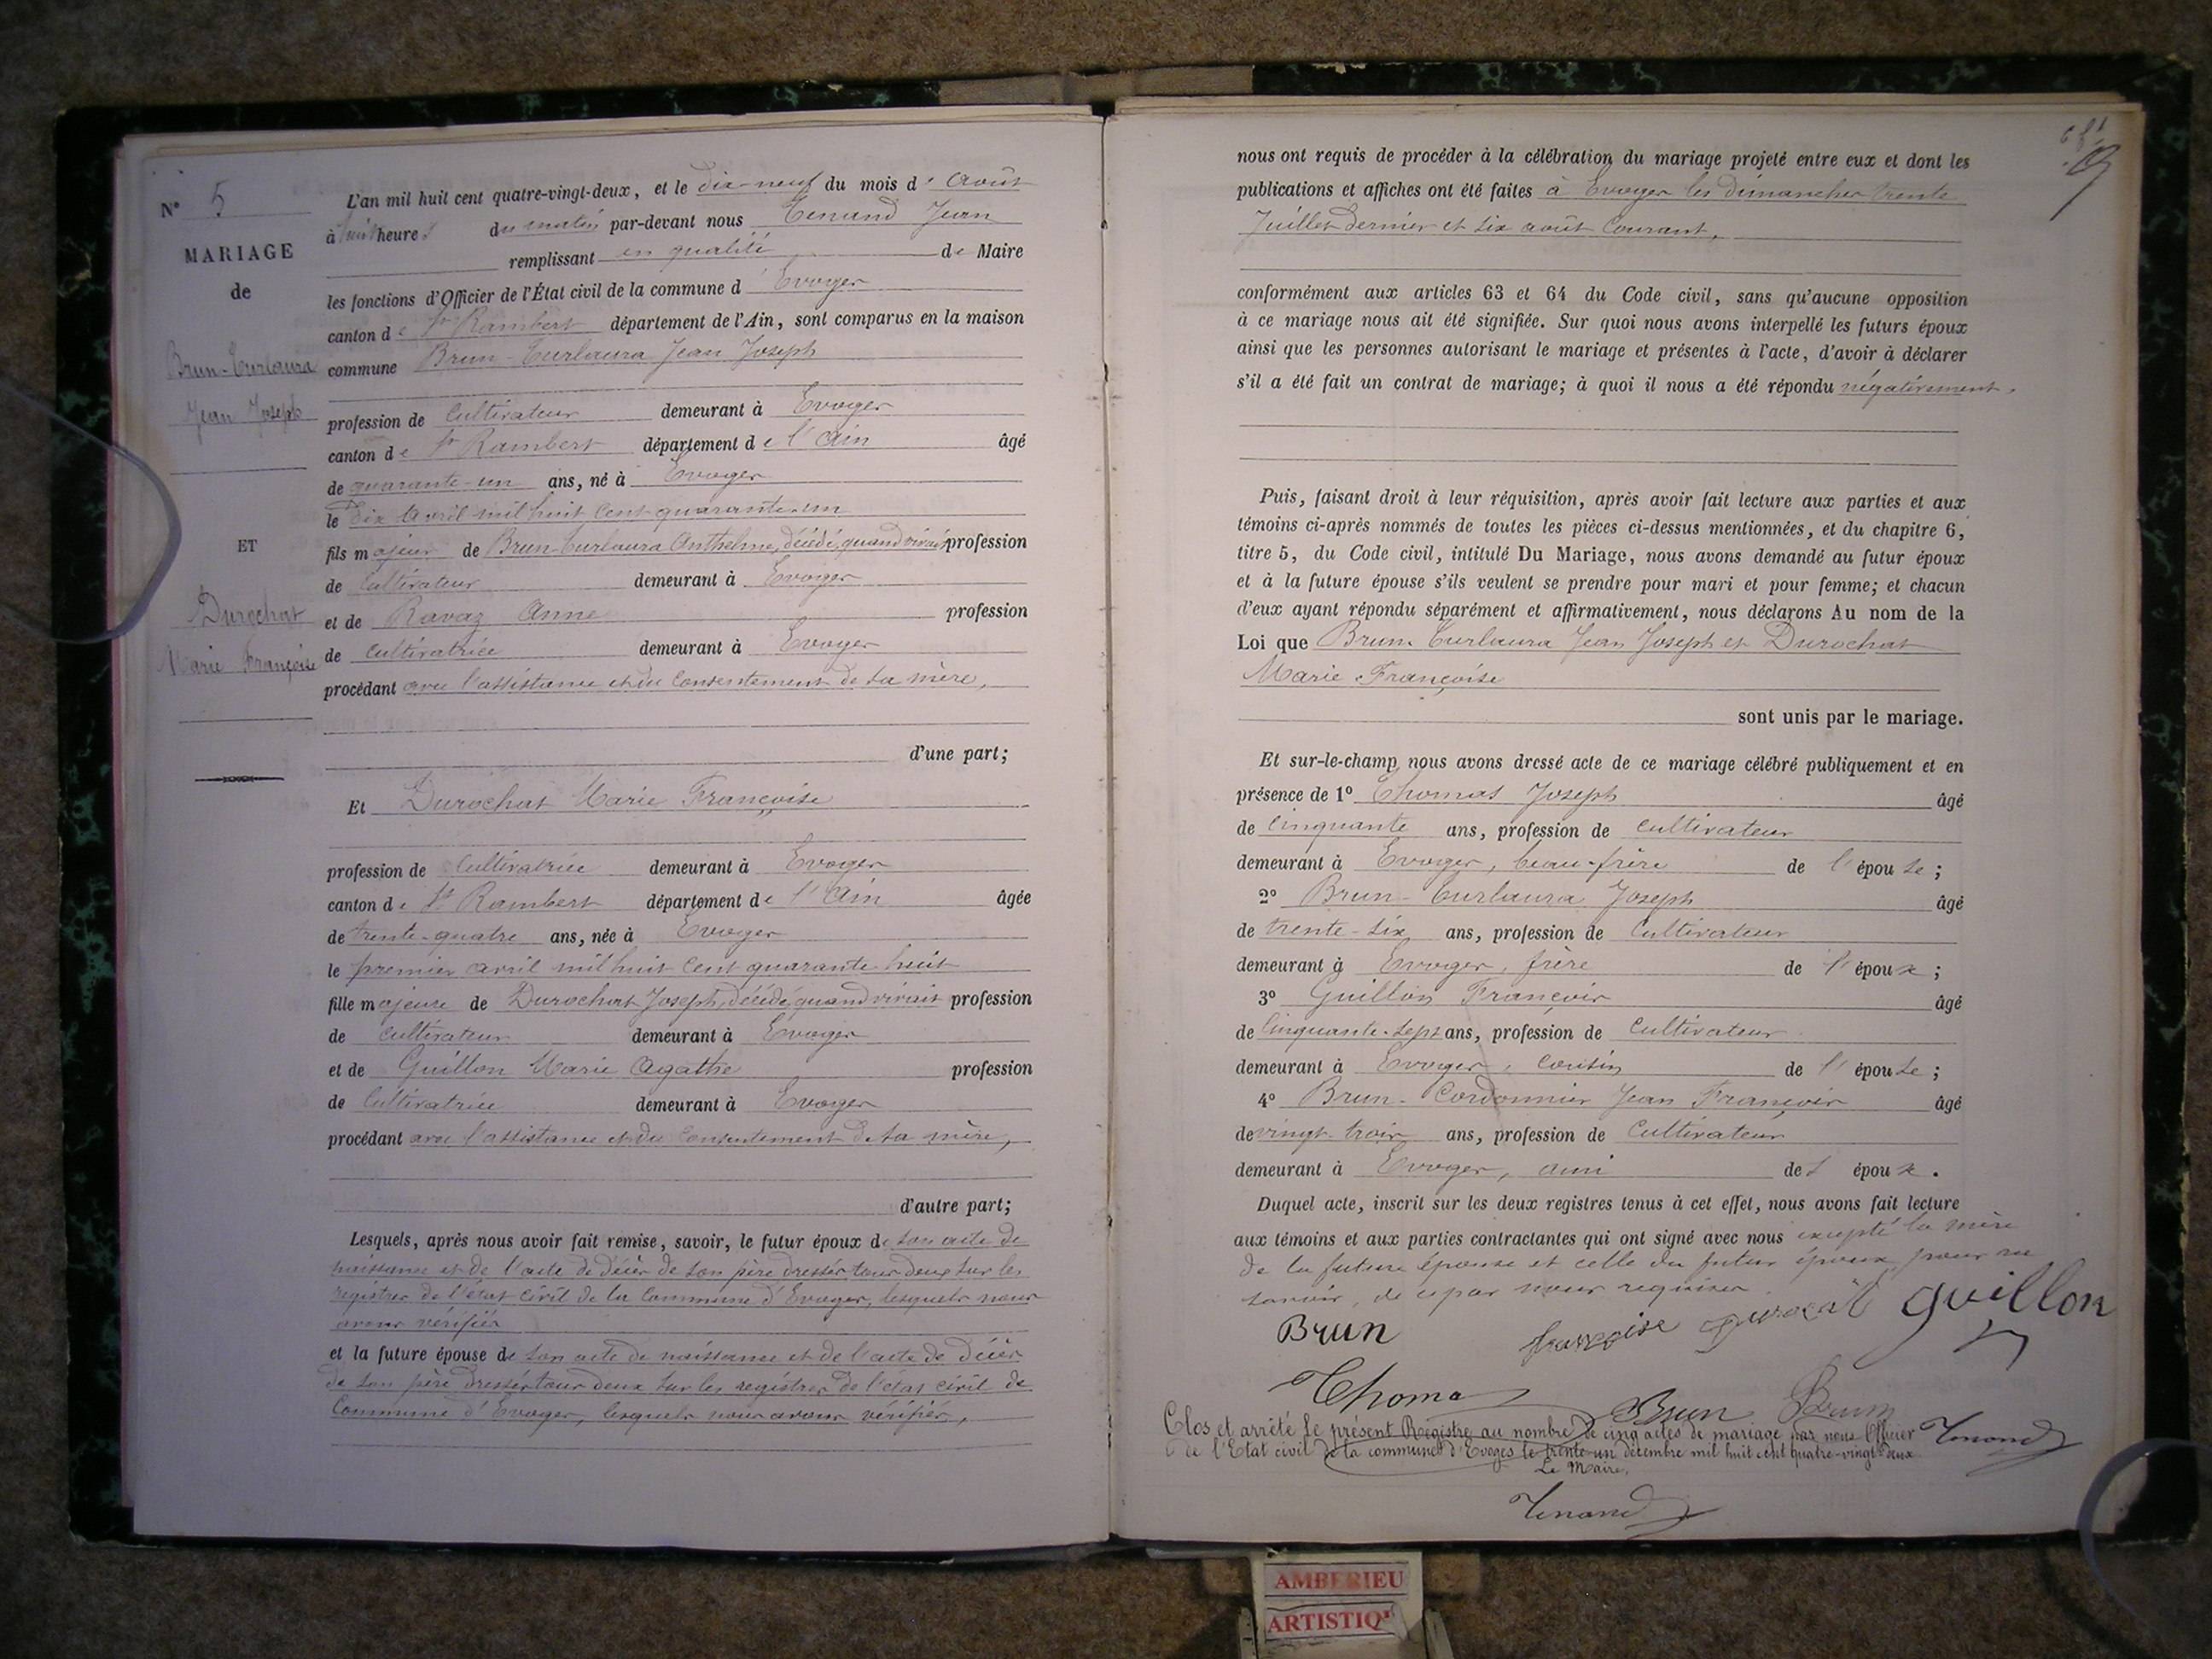 N° 5
MARIAGE
de
Brun-Curlaura
Jean Joseph
ET
Durochat
Marie Françoise
L'an mil huit cent quatre-vingt-deux, et le dix-neuf du mois d'Août
à huit heures du matin par-devant nous Tenand Jean
remplissant en qualité de Maire
les fonctions d'Officier de l'État civil de la commune d'Evoges
canton de St Rambert département de l'Ain, sont comparus en la maison
commune Brun-Curlaura Jean Joseph
profession de Cultivateur demeurant à Evoges
canton de St Rambert département de l'Ain âgé
de quarante-un ans, né à Evoges
le dix Avril mil huit cent quarante-un
fils majeur de Brun-Curlaura Anthelme, décédé, quand vivait profession
de Cultivateur demeurant à Evoges
et de Ravaz Anne profession
de cultivatrice demeurant à Evoges
procédant avec l'assistance et du Consentement de sa mère,
d'une part;
Et Durochat Marie Françoise
profession de Cultivatrice demeurant à Evoges
canton de St Rambert département de l'Ain âgée
de trente-quatre ans, née à Evoges
le premier avril mil huit cent quarante-huit
fille majeure de Durochat Joseph, décédé, quand vivait profession
de cultivateur demeurant à Evoges
et de Guillon Marie Agathe profession
de Cultivatrice demeurant à Evoges
procédant avec l'assistance et du Consentement de sa mère,
d'autre part;
Lesquels, après nous avoir fait remise, savoir, le futur époux de son acte de
naissance et de l'acte de décès de son père dressés tous deux sur les
registres de l'état civil de la Commune d'Evoges, lesquels nous
avons vérifiés
et la future épouse de son acte de naissance et de l'acte de décès
de son père dressés tous deux sur les registres de l'état civil de
Commune d'Evoges, lesquels nous avons vérifiés,
nous ont requis de procéder à la célébration du mariage projeté entre eux et dont les
publications et affiches ont été faites à Evoges les dimanches trente
Juillet dernier et six août Courant,
conformément aux articles 63 et 64 du Code civil, sans qu'aucune opposition
à ce mariage nous ait été signifiée. Sur quoi nous avons interpellé les futurs époux
ainsi que les personnes autorisant le mariage et présentes à l'acte, d'avoir à déclarer
s'il a été fait un contrat de mariage; à quoi il nous a été répondu négativement,
Puis, faisant droit à leur réquisition, après avoir fait lecture aux parties et aux
témoins ci-après nommés de toutes les pièces ci-dessus mentionnées, et du chapitre 6,
titre 5, du Code civil, intitulé Du Mariage, nous avons demandé au futur époux
et à la future épouse s'ils veulent se prendre pour mari et pour femme; et chacun
d'eux ayant répondu séparément et affirmativement, nous déclarons Au nom de la
Loi que Brun-Curlaura Jean Joseph et Durochat
Marie Françoise
sont unis par le mariage.
Et sur-le-champ nous avons dressé acte de ce mariage célébré publiquement et en
présence de 1° Thomas Joseph âgé
de Cinquante ans, profession de cultivateur
demeurant à Evoges, beau-frère de l'épouse;
2° Brun-Curlaura Joseph âgé
de trente-six ans, profession de Cultivateur
demeurant à Evoges, frère de l'époux;
3° Guillon François âgé
de Cinquante-sept ans, profession de Cultivateur
demeurant à Evoges, cousin de l'épouse;
4° Brun-Cordonnier Jean François âgé
de vingt-trois ans, profession de Cultivateur
demeurant à Evoges, ami de l'époux.
Duquel acte, inscrit sur les deux registres tenus à cet effet, nous avons fait lecture
aux témoins et aux parties contractantes qui ont signé avec nous excepté la mère
de la future épouse et celle du futur époux, pour ne
savoir, de ce par nous requises
Brun françoise durocat guillon
Thoma Brun Brun
Clos et arrêté le présent Registre au nombre de cinq actes de mariage par nous Officier Tenand
de l'Etat civil de la commune d'Evoges le trente-un décembre mil huit cent quatre-vingt-deux
Le Maire,
Tenand
AMBERIEU
ARTISTIQ